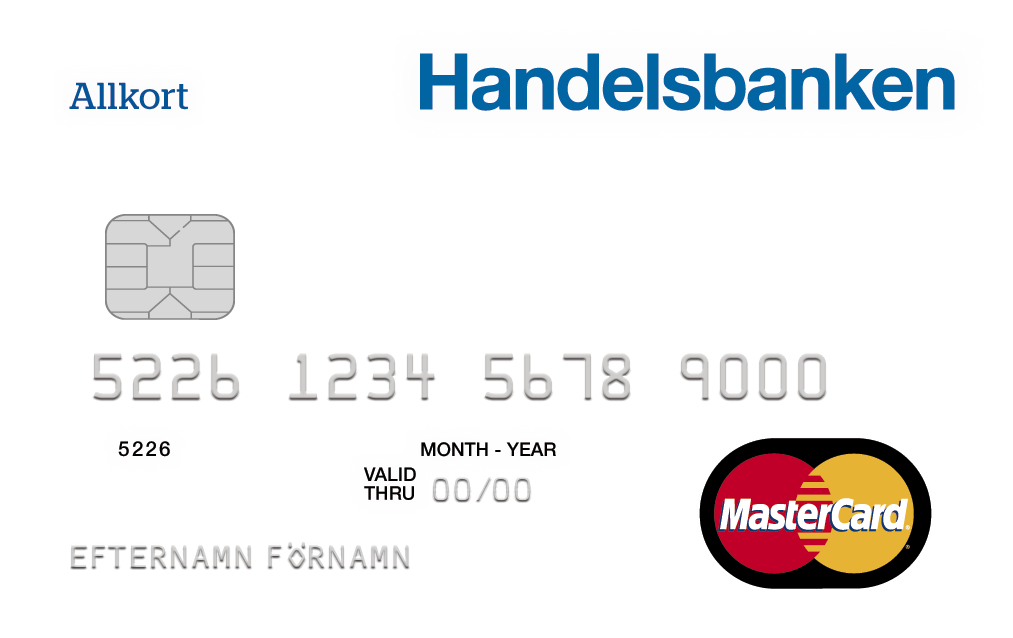 Allkort
Handelsbanken
5226 1234 5678 9000
5226
MONTH - YEAR
VALID THRU 00/00
EFTERNAMN FÖRNAMN
MasterCard®